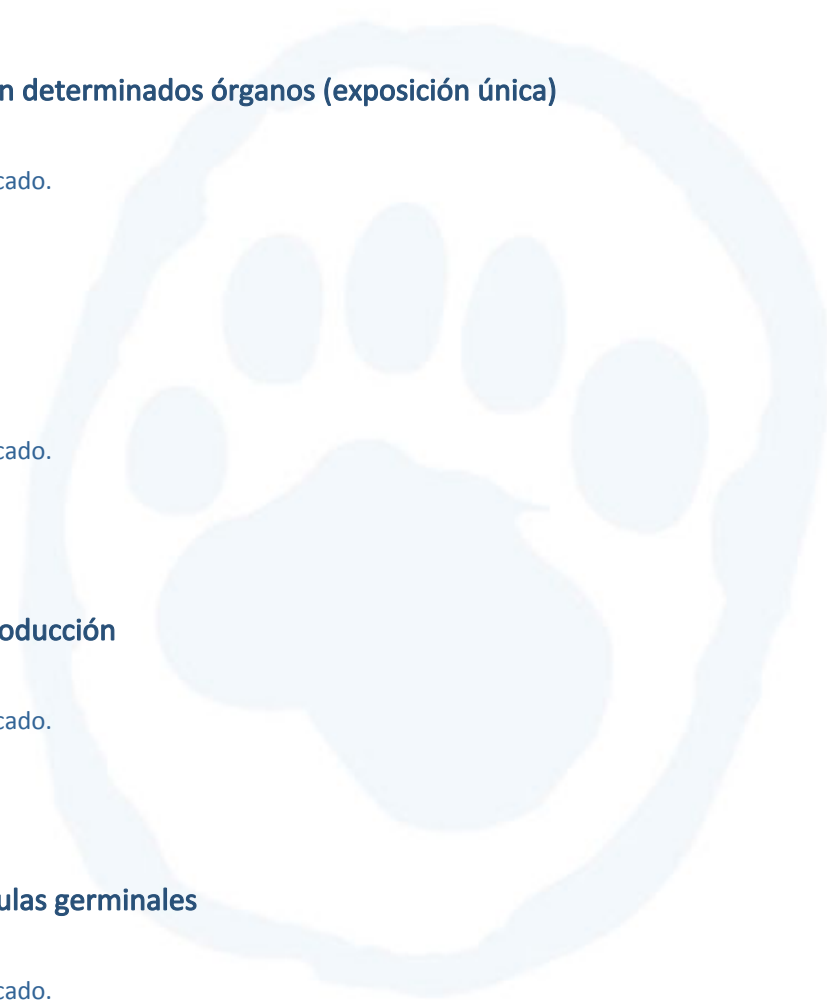 n determinados órganos (exposición única)
cado.
cado.
oducción
cado.
ulas germinales
cado.